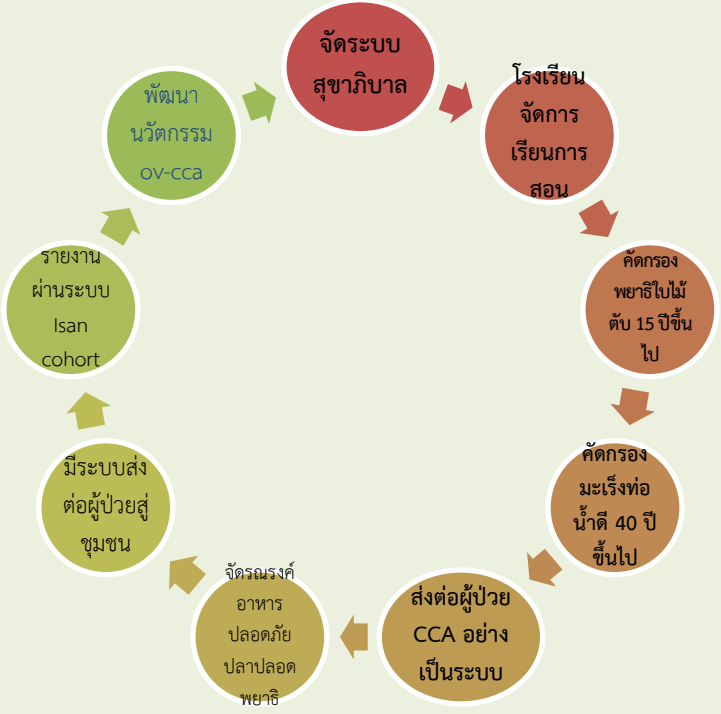 จัดระบบ
สุขาภิบาล
โรงเรียน
จัดการ
เรียนการ
สอน
คัดกรอง
พยาธิใบไม้
ตับ 15 ปีขึ้น
ไป
คัดกรอง
มะเร็งท่อ
น้ำดี 40 ปี
ขึ้นไป
ส่งต่อผู้ป่วย
CCA อย่าง
เป็นระบบ
จัดรณรงค์
อาหาร
ปลอดภัย
ปลาปลอด
พยาธิ
มีระบบส่ง
ต่อผู้ป่วยสู่
ชุมชน
รายงาน
ผ่านระบบ
Isan
cohort
พัฒนา
นวัตกรรม
ov-cca